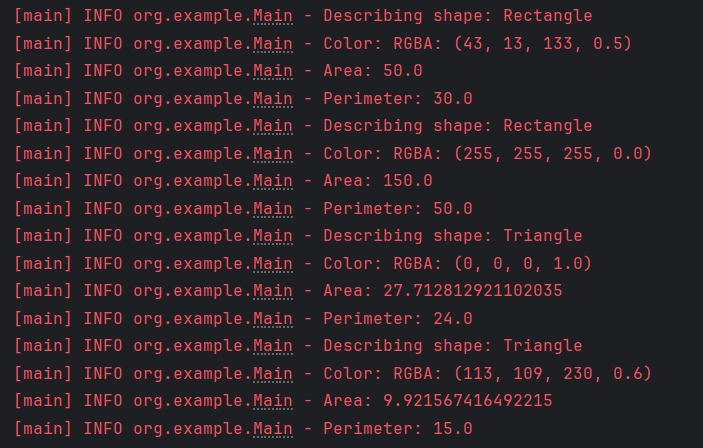 [main] INFO org.example.Main - Describing shape: Rectangle
[main] INFO org.example.Main - Color: RGBA: (43, 13, 133, 0.5)
[main] INFO org.example.Main - Area: 50.0
[main] INFO org.example.Main - Perimeter: 30.0
[main] INFO org.example.Main - Describing shape: Rectangle
[main] INFO org.example.Main - Color: RGBA: (255, 255, 255, 0.0)
[main] INFO org.example.Main - Area: 150.0
[main] INFO org.example.Main - Perimeter: 50.0
[main] INFO org.example.Main - Describing shape: Triangle
[main] INFO org.example.Main - Color: RGBA: (0, 0, 0, 1.0)
[main] INFO org.example.Main - Area: 27.712812921102035
[main] INFO org.example.Main - Perimeter: 24.0
[main] INFO org.example.Main - Describing shape: Triangle
[main] INFO org.example.Main - Color: RGBA: (113, 109, 230, 0.6)
[main] INFO org.example.Main - Area: 9.921567416492215
[main] INFO org.example.Main - Perimeter: 15.0